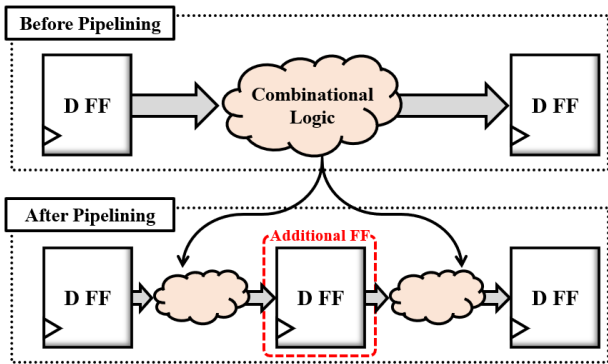 Before Pipelining
D FF
Combinational
Logic
D FF
After Pipelining
Additional FF
D FF
D FF
D FF